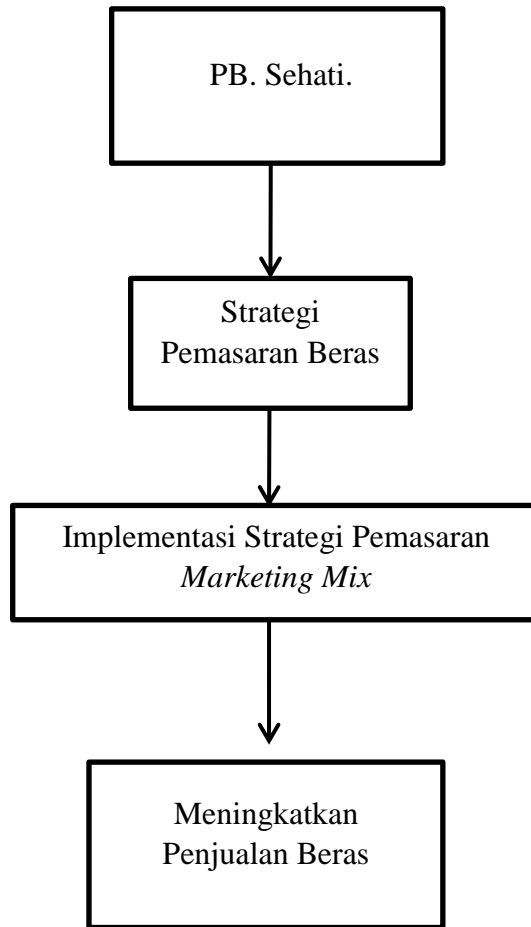 PB. Sehati.
Strategi
Pemasaran Beras
Implementasi Strategi Pemasaran
Marketing Mix
Meningkatkan
Penjualan Beras